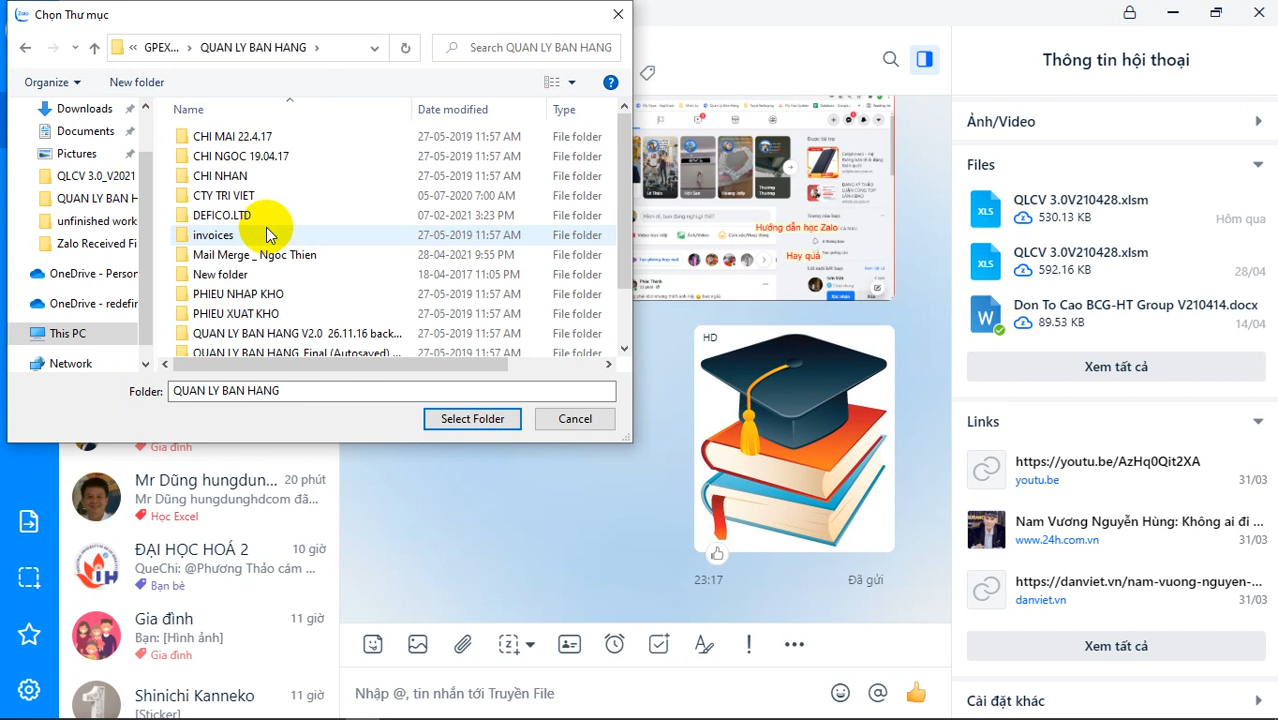 Chọn Thư mục
« GPEX... › QUAN LY BAN HANG ›
Search QUAN LY BAN HANG
Organize
New folder
Downloads
Documents
Pictures
QLCV 3.0
QUAN LY BAN
unfinished work
Zalo Received Fi
OneDrive - Pers
OneDrive - rede
This PC
Network
Date modified
Type
CHI MAI 22.4.17 27-05-2019 11:57 AM File folder
CHI NGOC 19.04.17 27-05-2019 11:57 AM File folder
27-05-2019 11:57 AM File folder
CTY TRI VIET 7:00 AM File folder
DEFICO.LTD 3:23 PM File folder
27-05-2019 11:57 AM File folder
Mai Merge _ Ngoc Thien 28-04-2021 9:55 PM File folder
18-04-2017 11:05 PM File folder
PHIEU NHAP KHO 27-05-2019 11:57 AM File folder
PHIEU XUAT KHO 27-05-2019 11:57 AM File folder
QUAN LY BAN HANG V2.0 26.11.16 back... 27-05-2019 11:57 AM File folder
QUAN LY BAN HANG_Final (Autosaved) ... 27-05-2019 11:57 AM File folder
Folder: QUAN LY BAN HANG
Select Folder
Cancel
Gia đình
Mr Dũng hungdun... 20 phút
Mr Dũng hungdunghdcom đã...
Học Excel
ĐẠI HỌC HOÁ 2 10 giờ
QueChi: @Phương Thảo cám ...
Bạn bè
Gia đình 11 giờ
Bạn: [Hình ảnh]
Gia đình
Shinichi Kanneko 11 giờ
[Sticker]
Hướng dẫn học Zalo
Hay quá
HD
23:17
Đã gửi
Nhập @, tin nhắn tới Truyền File
Thông tin hội thoại
Ảnh/Video
Files
QLCV 3.0V210428.xlsm
530.13 KB
Hôm qua
QLCV 3.0V210428.xlsm
592.16 KB
28/04
Don To Cao BCG-HT Group V210414.docx
89.53 KB
14/04
Xem tất cả
Links
https://youtu.be/AzHq0Qit2XA
youtu.be
31/03
Nam Vương Nguyễn Hùng: Không ai đi ...
www.24h.com.vn
31/03
https://danviet.vn/nam-vuong-nguyen-...
danviet.vn
31/03
Xem tất cả
Cài đặt khác